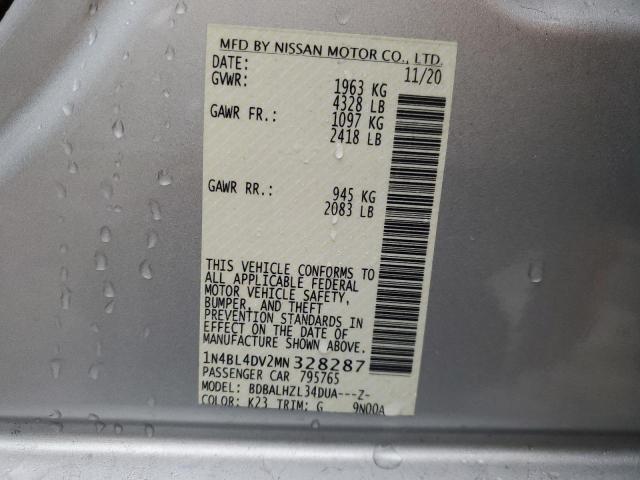 MFD BY NISSAN MOTOR CO., LTD.
DATE: 11/20
GVWR: 1963 KG
4328 LB
GAWR FR.: 1097 KG
2418 LB
GAWR RR.: 945 KG
2083 LB
THIS VEHICLE CONFORMS TO
ALL APPLICABLE FEDERAL
MOTOR VEHICLE SAFETY,
BUMPER, AND THEFT
PREVENTION STANDARDS IN
EFFECT ON THE DATE OF
MANUFACTURE SHOWN ABOVE.
1N4BL4DV2MN328287
PASSENGER CAR 795765
MODEL: BDBALHZL34DUA---Z-
COLOR: K23 TRIM: G 9N00A